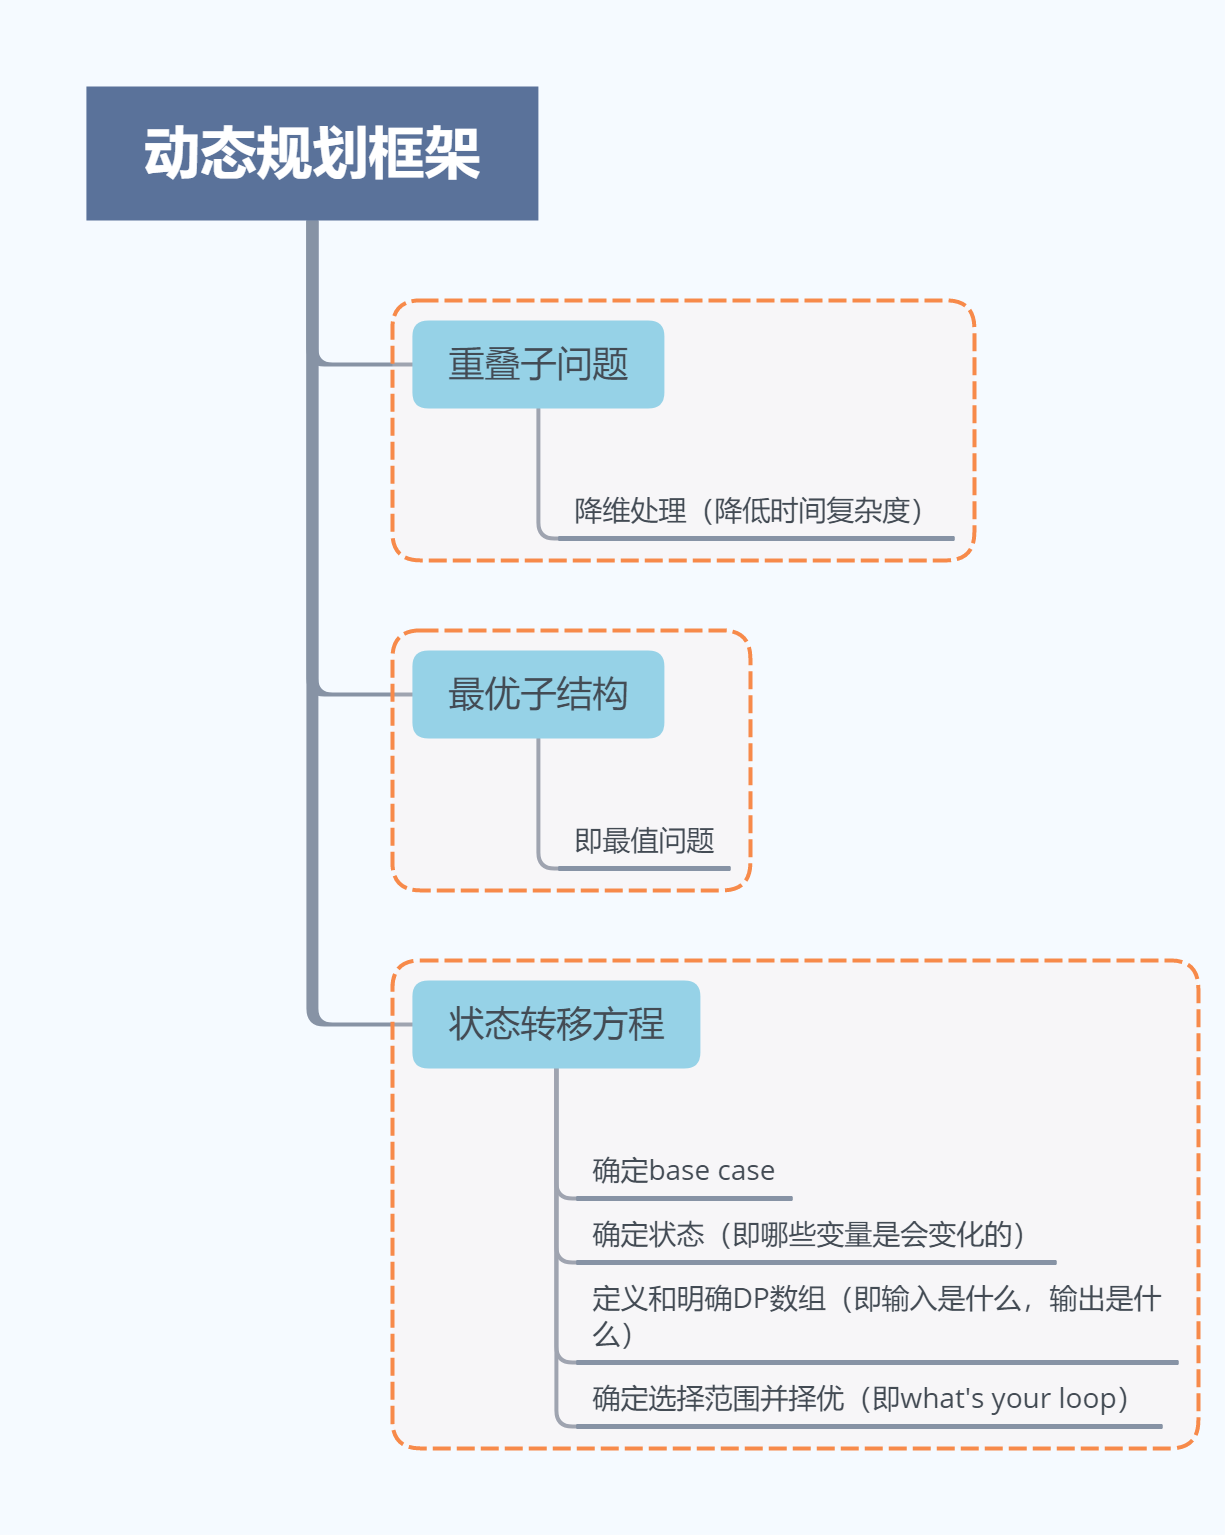 动态规划框架
重叠子问题
降维处理（降低时间复杂度）
最优子结构
即最值问题
状态转移方程
确定base case
确定状态（即哪些变量是会变化的）
定义和明确DP数组（即输入是什么，输出是什
么）
确定选择范围并择优（即what's your loop）